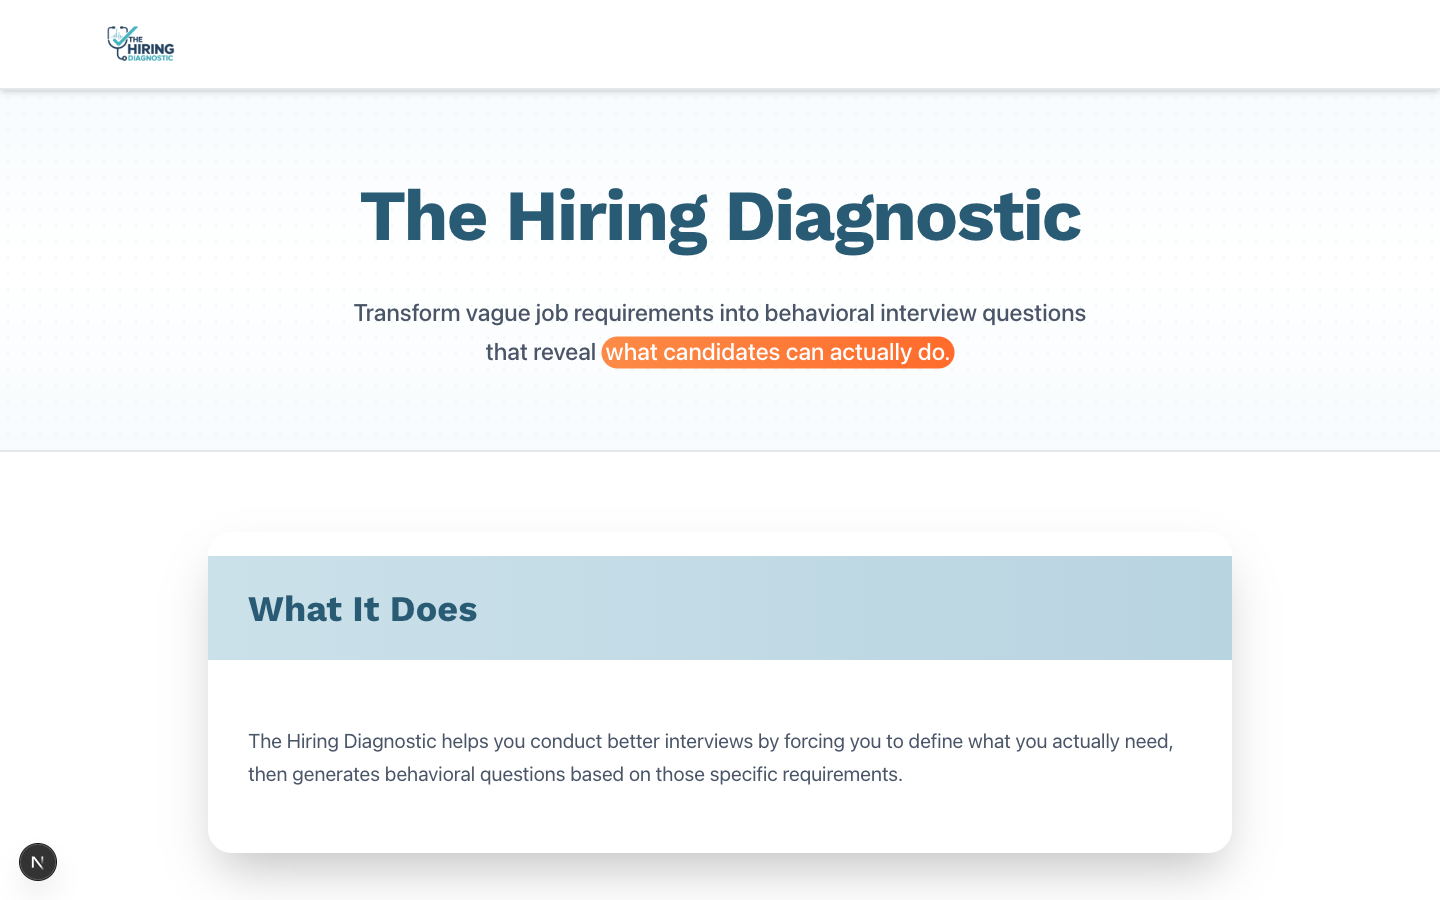 THE
HIRING
DIAGNOSTIC
The Hiring Diagnostic
Transform vague job requirements into behavioral interview questions
that reveal what candidates can actually do.
What It Does
The Hiring Diagnostic helps you conduct better interviews by forcing you to define what you actually need,
then generates behavioral questions based on those specific requirements.
N